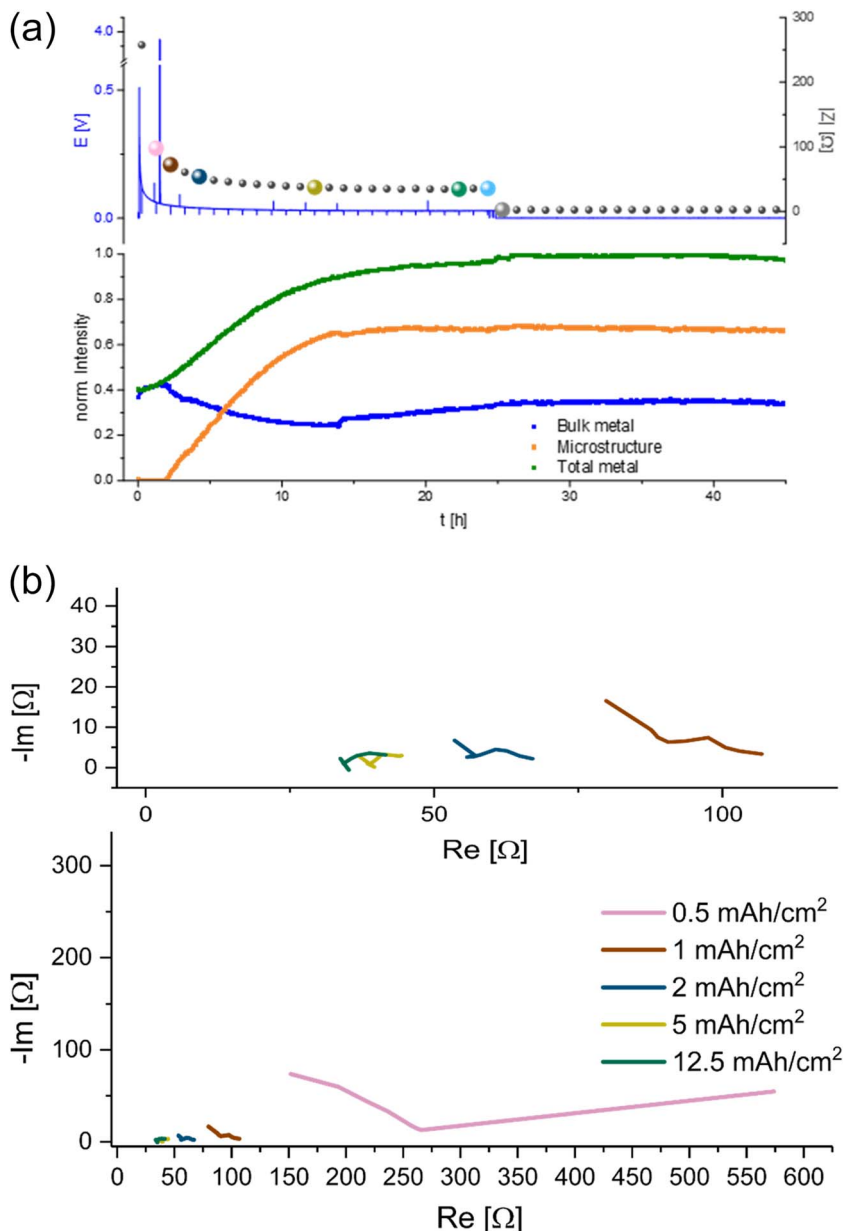 (a)
4.0
0.5
0.0
E [V]
300
200
100
0
|Z| [Ω]
1.0
0.8
0.6
0.4
0.2
0.0
norm. Intensity
Bulk metal
Microstructure
Total metal
0 10 20 30 40
t [h]
(b)
40
30
20
10
0
-Im [Ω]
0 50 100
Re [Ω]
300
200
100
0
-Im [Ω]
0.5 mAh/cm²
1 mAh/cm²
2 mAh/cm²
5 mAh/cm²
12.5 mAh/cm²
0 50 100 150 200 250 300 350 400 450 500 550 600
Re [Ω]